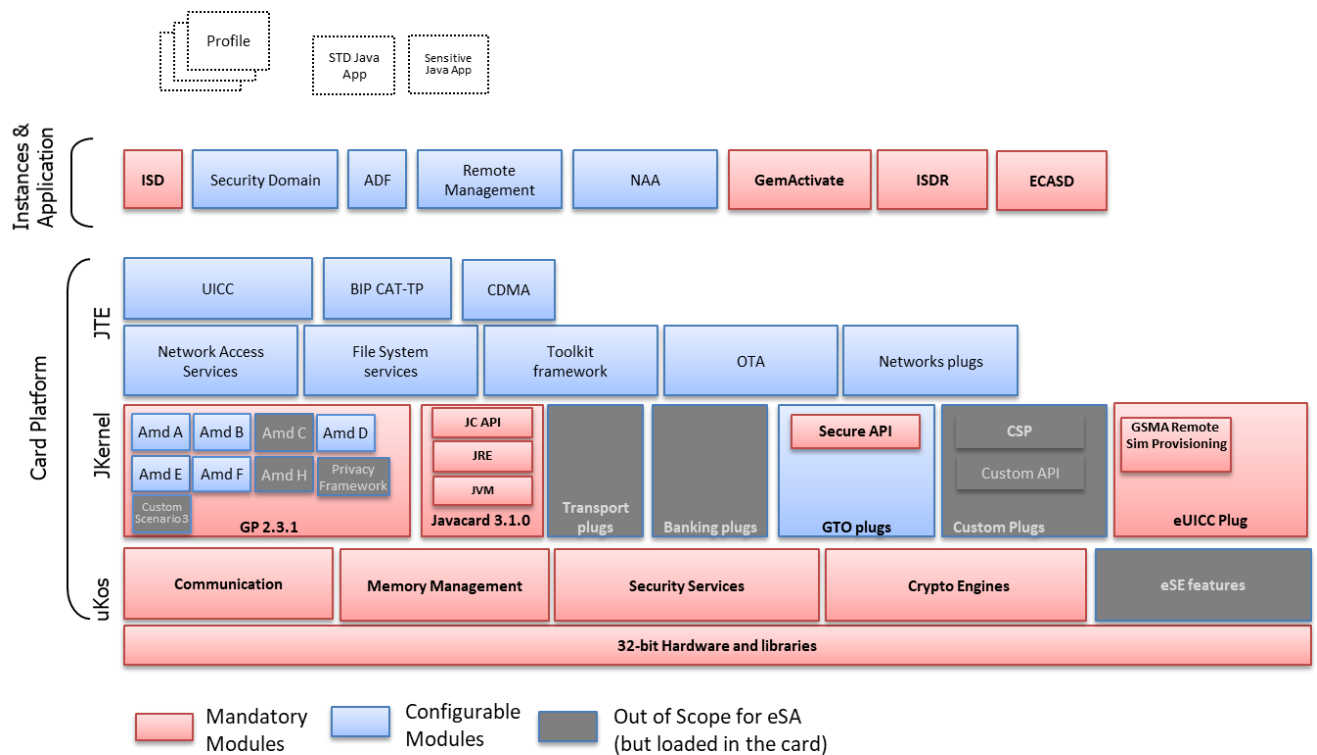 Profile
STD Java
App
Sensitive
Java App
Instances &
Application
ISD
Security Domain
ADF
Remote
Management
NAA
GemActivate
ISDR
ECASD
Card Platform
JTE
UICC
BIP CAT-TP
CDMA
Network Access
Services
File System
services
Toolkit
framework
OTA
Networks plugs
JKernel
Amd A
Amd B
Amd C
Amd D
Amd E
Amd F
Amd H
Privacy
Framework
Custom
Scenario 3
GP 2.3.1
JC API
JRE
JVM
Javacard 3.1.0
Transport
plugs
Banking plugs
Secure API
GTO plugs
CSP
Custom API
Custom Plugs
GSMA Remote
Sim Provisioning
eUICC Plug
uKos
Communication
Memory Management
Security Services
Crypto Engines
eSE features
32-bit Hardware and libraries
Mandatory
Modules
Configurable
Modules
Out of Scope for eSA
(but loaded in the card)